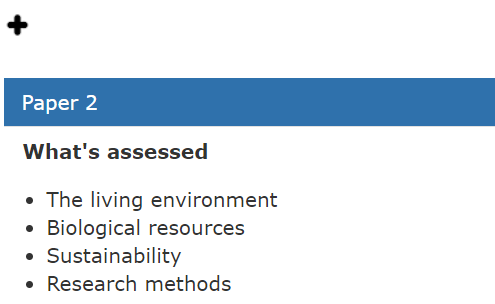 Paper 2
What's assessed
• The living environment
• Biological resources
• Sustainability
• Research methods